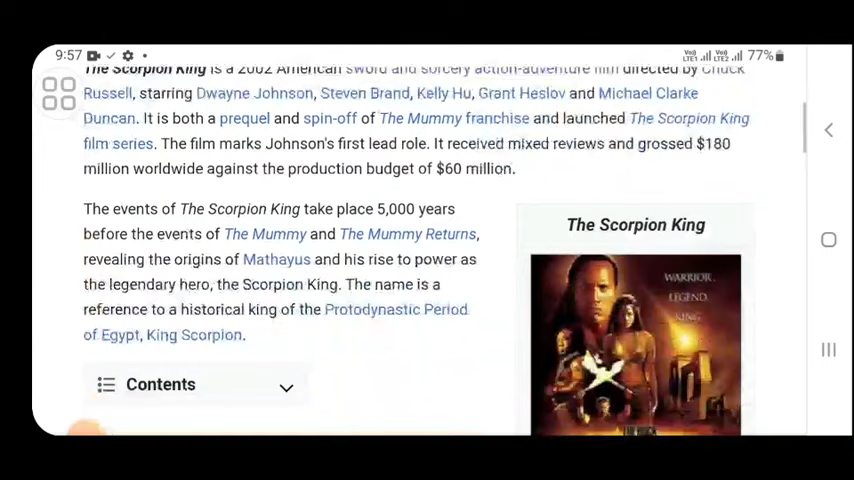 9:57
Vo) LTE1 Vo) LTE2 77%
The Scorpion King is a 2002 American sword and sorcery action-adventure film directed by Chuck
Russell, starring Dwayne Johnson, Steven Brand, Kelly Hu, Grant Heslov and Michael Clarke
Duncan. It is both a prequel and spin-off of The Mummy franchise and launched The Scorpion King
film series. The film marks Johnson's first lead role. It received mixed reviews and grossed $180
million worldwide against the production budget of $60 million.
The events of The Scorpion King take place 5,000 years
before the events of The Mummy and The Mummy Returns,
revealing the origins of Mathayus and his rise to power as
the legendary hero, the Scorpion King. The name is a
reference to a historical king of the Protodynastic Period
of Egypt, King Scorpion.
Contents
The Scorpion King
WARRIOR
LEGEND
KING